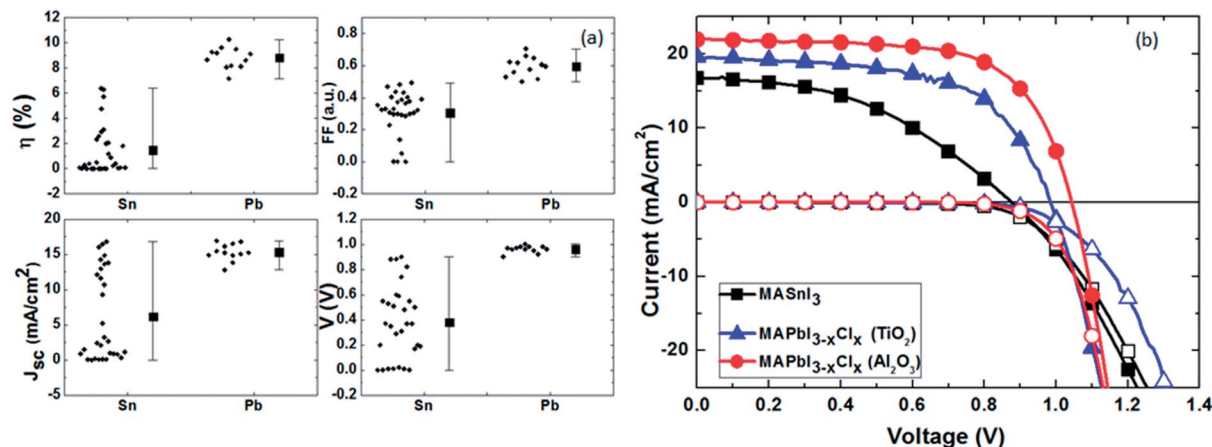 (a)
η (%)
12
10
8
6
4
2
0
-2
Sn Pb
FF (a.u.)
0.8
0.6
0.4
0.2
0.0
-0.2
Sn Pb
J_SC (mA/cm²)
20
15
10
5
0
-5
Sn Pb
V (V)
1.2
1.0
0.8
0.6
0.4
0.2
0.0
-0.2
Sn Pb
(b)
Current (mA/cm²)
20
10
0
-10
-20
MASnI₃
MAPbI₃₋ₓClₓ (TiO₂)
MAPbI₃₋ₓClₓ (Al₂O₃)
0.0 0.2 0.4 0.6 0.8 1.0 1.2 1.4
Voltage (V)